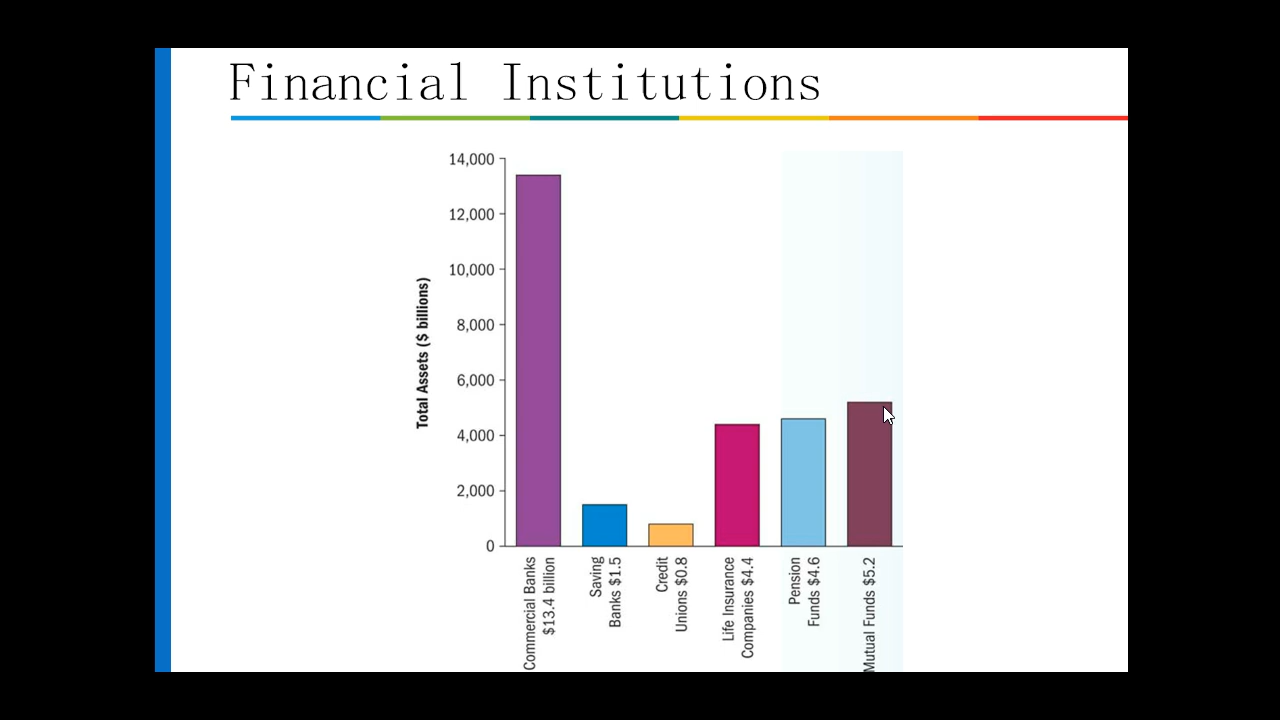 Financial Institutions
14,000
12,000
10,000
8,000
6,000
4,000
2,000
0
Total Assets ($ billions)
Commercial Banks
$13.4 billion
Saving
Banks $1.5
Credit
Unions $0.8
Life Insurance
Companies $4.4
Pension
Funds $4.6
Mutual Funds $5.2